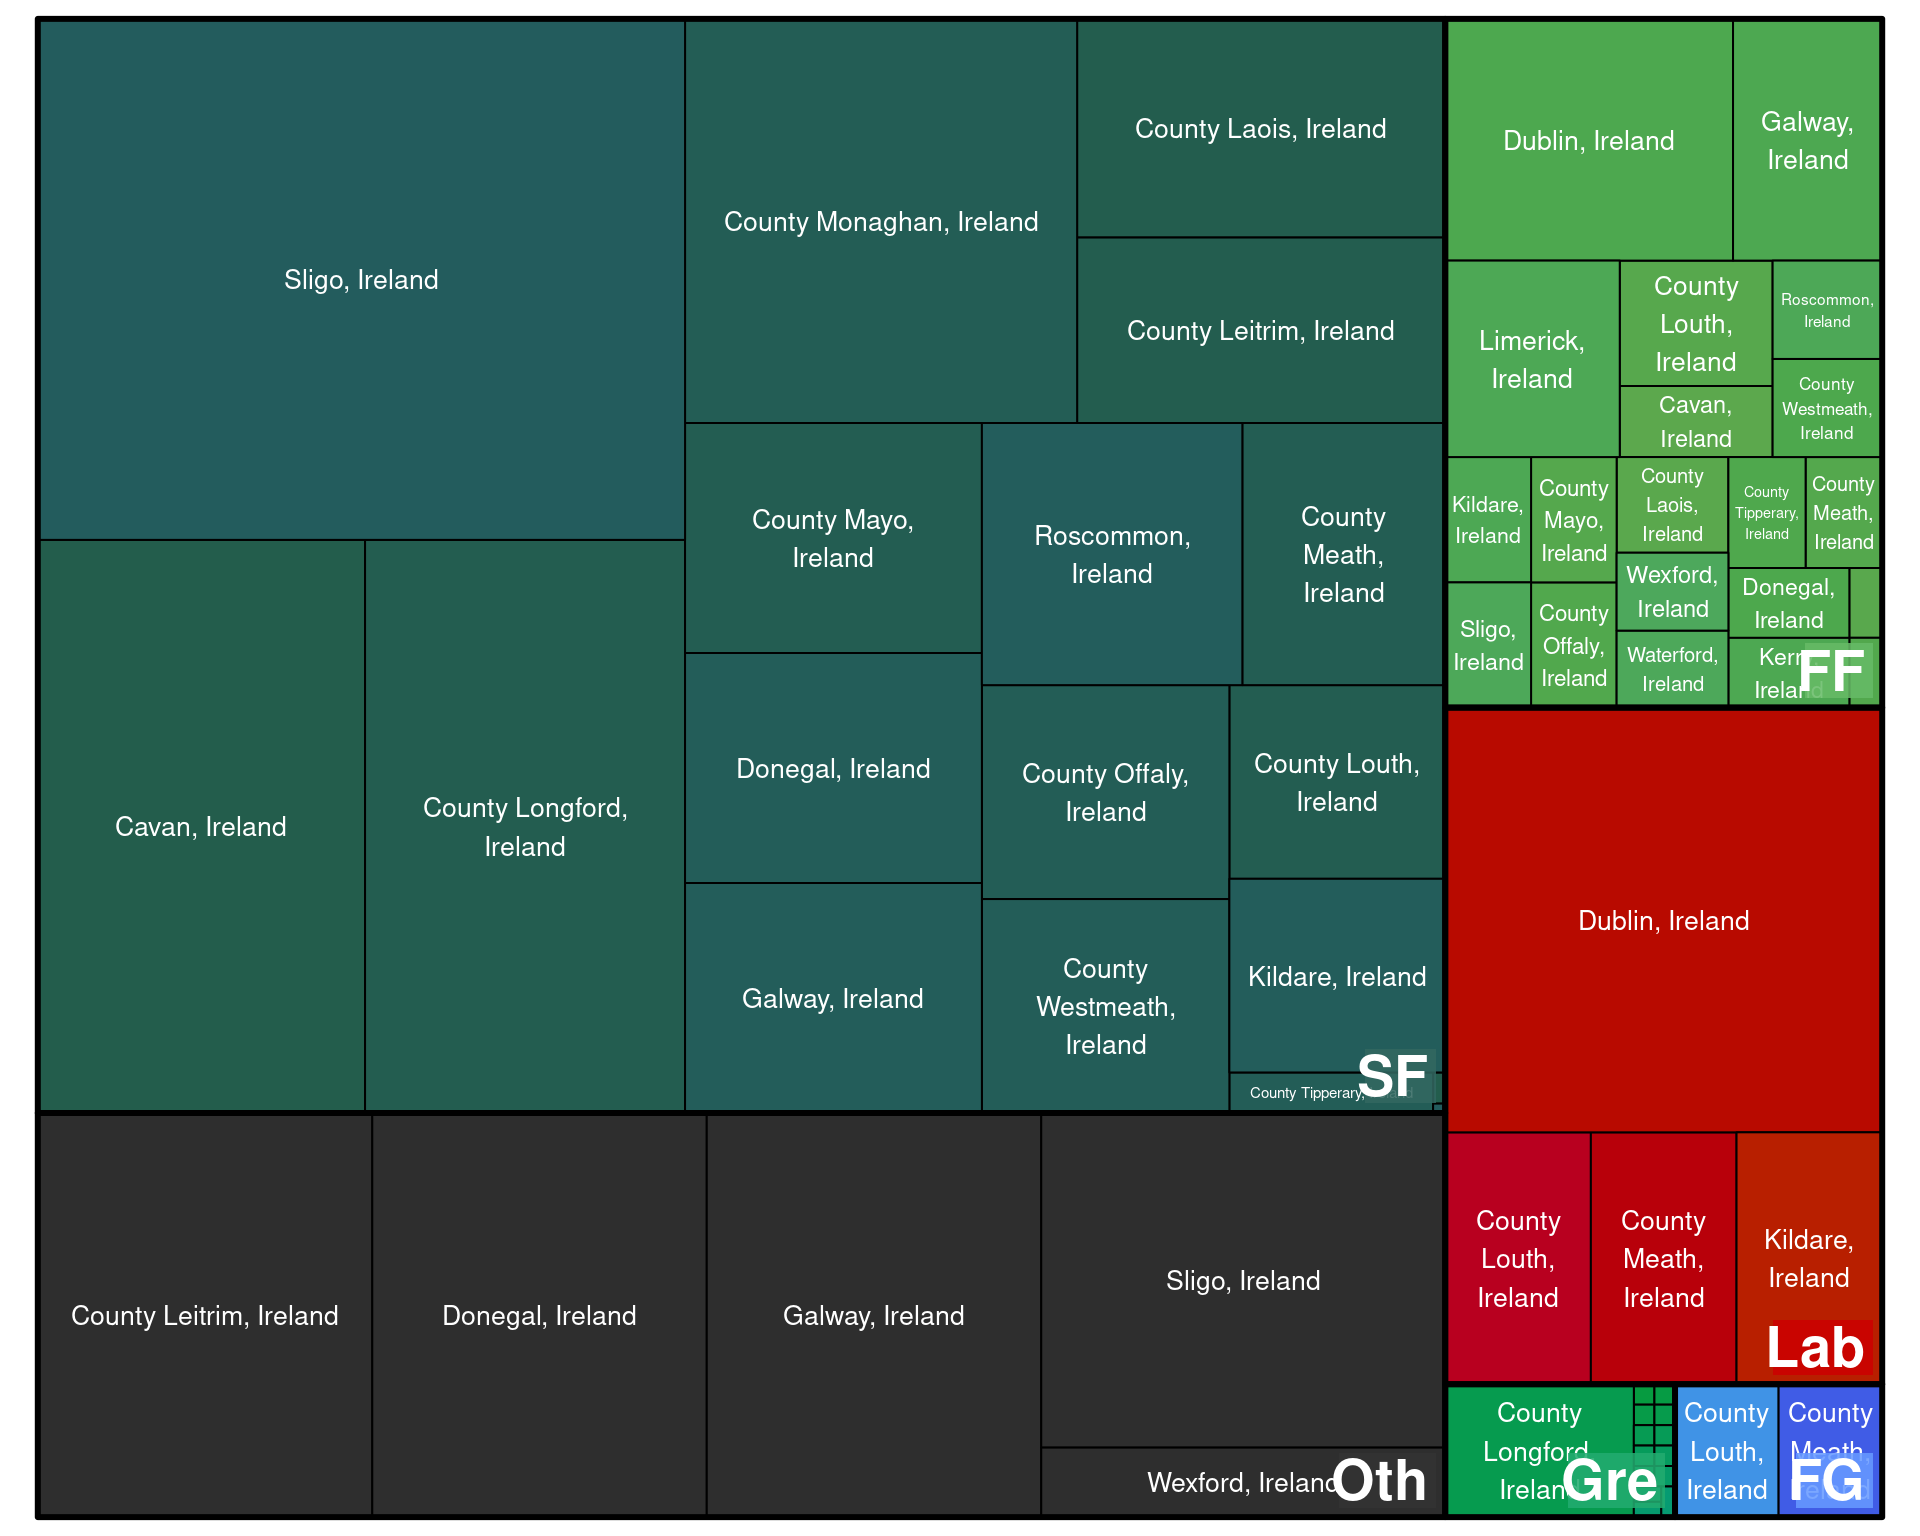 Sligo, Ireland
County Monaghan, Ireland
County Laois, Ireland
County Leitrim, Ireland
Cavan, Ireland
County Longford,
Ireland
County Mayo,
Ireland
Roscommon,
Ireland
County
Meath,
Ireland
Donegal, Ireland
County Offaly,
Ireland
County Louth,
Ireland
Galway, Ireland
County
Westmeath,
Ireland
Kildare, Ireland
County Tipperary,
SF
County Leitrim, Ireland
Donegal, Ireland
Galway, Ireland
Sligo, Ireland
Wexford, Ireland
Oth
Dublin, Ireland
Galway,
Ireland
Limerick,
Ireland
County
Louth,
Ireland
Cavan,
Ireland
Roscommon,
Ireland
County
Westmeath,
Ireland
Kildare,
Ireland
County
Mayo,
Ireland
County
Laois,
Ireland
County
Tipperary,
Ireland
County
Meath,
Ireland
Sligo,
Ireland
County
Offaly,
Ireland
Wexford,
Ireland
Waterford,
Ireland
Donegal,
Ireland
Ireland
FF
Dublin, Ireland
County
Louth,
Ireland
County
Meath,
Ireland
Kildare,
Ireland
Lab
County
Longford,
Ireland
Gre
County
Louth,
Ireland
County
Meath,
Ireland
FG